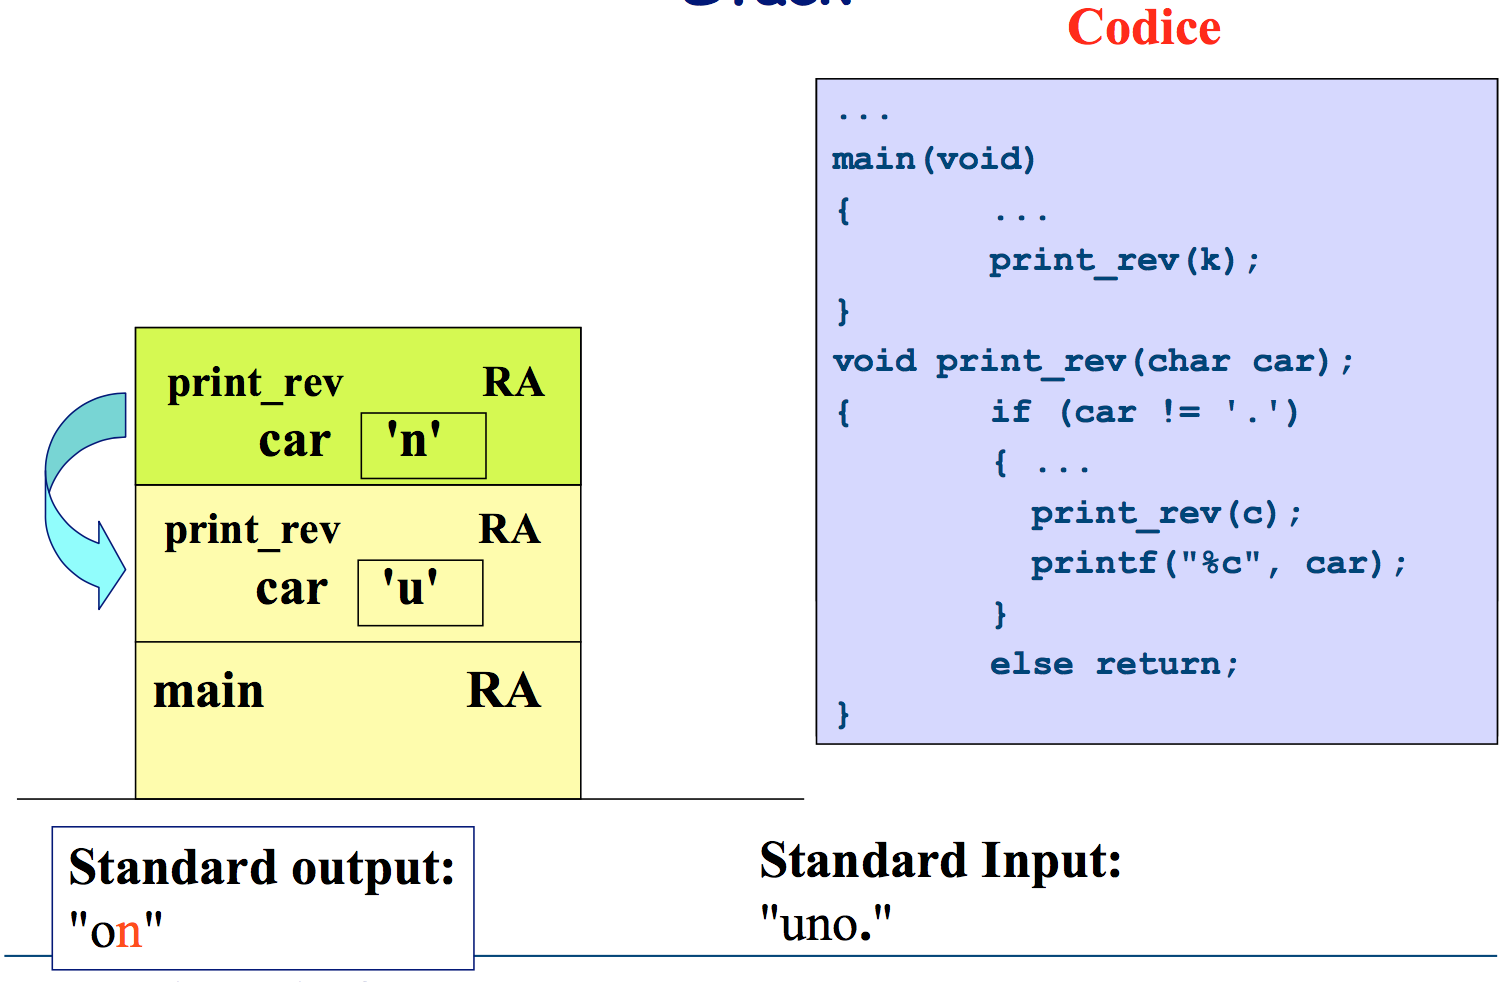 Codice
...
main(void)
{ ...
print_rev(k);
}
void print_rev(char car);
{ if (car != '.')
{ ...
print_rev(c);
printf("%c", car);
}
else return;
}
print_rev RA
car 'n'
print_rev RA
car 'u'
main RA
Standard output:
"on"
Standard Input:
"uno."